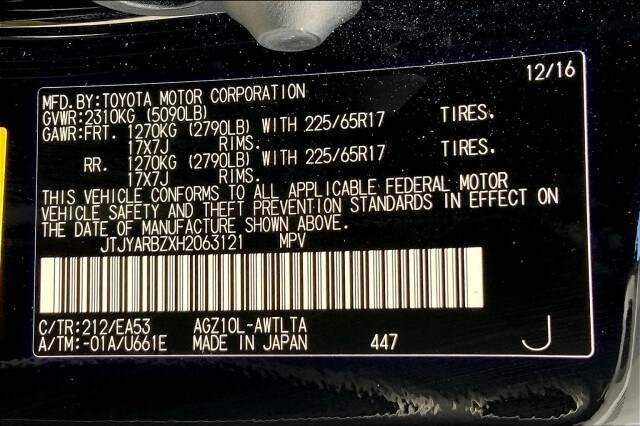 12/16
MFD.BY:TOYOTA MOTOR CORPORATION
GVWR:2310KG (5090LB)
GAWR:FRT. 1270KG (2790LB) WITH 225/65R17 TIRES.
17X7J RIMS.
RR. 1270KG (2790LB) WITH 225/65R17 TIRES.
17X7J RIMS.
THIS VEHICLE CONFORMS TO ALL APPLICABLE FEDERAL MOTOR
VEHICLE SAFETY AND THEFT PREVENTION STANDARDS IN EFFECT ON
THE DATE OF MANUFACTURE SHOWN ABOVE.
JTJYARBZXH2063121 MPV
C/TR:212/EA53 AGZ10L-AWTLTA
A/TM:-01A/U661E MADE IN JAPAN 447 J